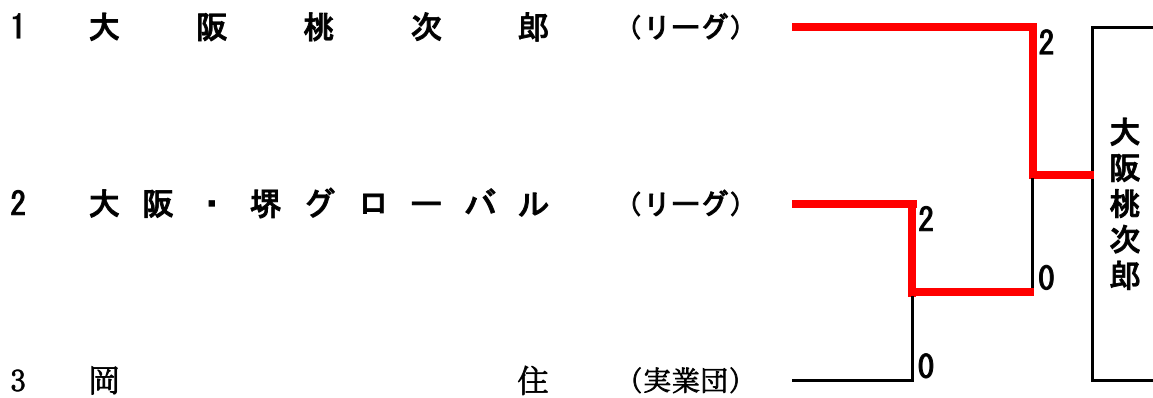 1 大阪桃次郎 （リーグ）
2
2 大阪・堺グローバル （リーグ）
2
0
3 岡住 （実業団）
0
大阪桃次郎